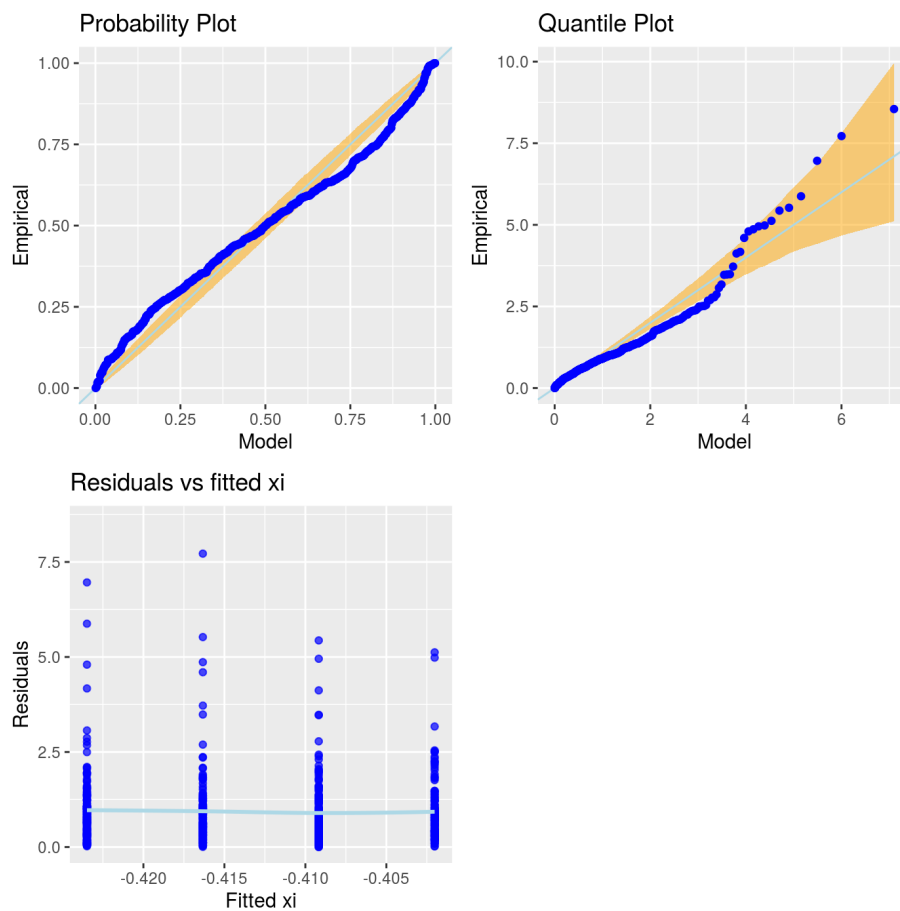 Probability Plot
1.00
0.75
0.50
0.25
0.00
Empirical
0.00 0.25 0.50 0.75 1.00
Model
Quantile Plot
10.0
7.5
5.0
2.5
0.0
Empirical
0 2 4 6
Model
Residuals vs fitted xi
7.5
5.0
2.5
0.0
Residuals
-0.420 -0.415 -0.410 -0.405
Fitted xi